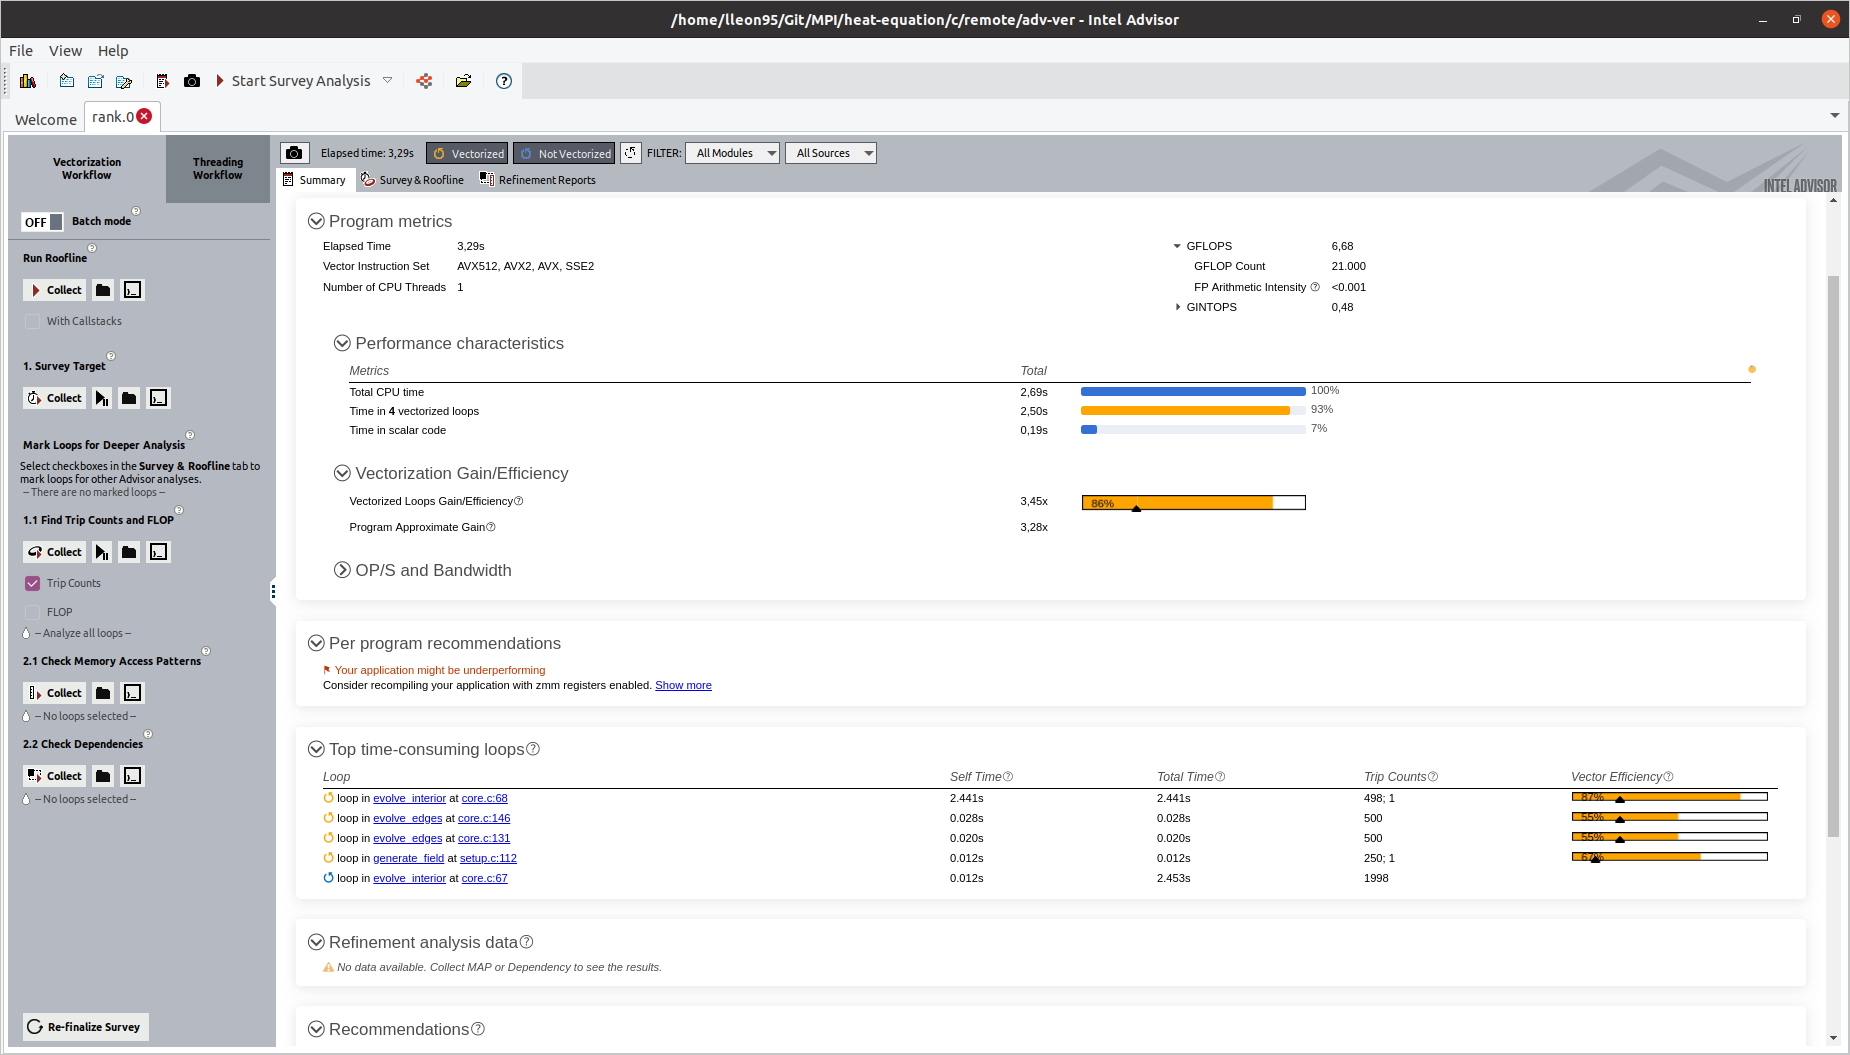 /home/lleon95/Git/MPI/heat-equation/c/remote/adv-ver - Intel Advisor
File View Help
Start Survey Analysis
Welcome rank.0
Vectorization Workflow
Threading Workflow
OFF Batch mode
Run Roofline
Collect
With Callstacks
1. Survey Target
Collect
Mark Loops for Deeper Analysis
Select checkboxes in the Survey & Roofline tab to
mark loops for other Advisor analyses.
-- There are no marked loops --
1.1 Find Trip Counts and FLOP
Collect
Trip Counts
FLOP
-- Analyze all loops --
2.1 Check Memory Access Patterns
Collect
-- No loops selected --
2.2 Check Dependencies
Collect
-- No loops selected --
Re-finalize Survey
Elapsed time: 3,29s Vectorized Not Vectorized FILTER: All Modules All Sources
Summary Survey & Roofline Refinement Reports
INTEL ADVISOR
Program metrics
Elapsed Time 3,29s
Vector Instruction Set AVX512, AVX2, AVX, SSE2
Number of CPU Threads 1
GFLOPS 6,68
GFLOP Count 21.000
FP Arithmetic Intensity <0.001
GINTOPS 0,48
Performance characteristics
Metrics Total
Total CPU time 2,69s 100%
Time in 4 vectorized loops 2,50s 93%
Time in scalar code 0,19s 7%
Vectorization Gain/Efficiency
Vectorized Loops Gain/Efficiency 3,45x 86%
Program Approximate Gain 3,28x
OP/S and Bandwidth
Per program recommendations
Your application might be underperforming
Consider recompiling your application with zmm registers enabled. Show more
Top time-consuming loops
Loop Self Time Total Time Trip Counts Vector Efficiency
loop in evolve_interior at core.c:68 2.441s 2.441s 498; 1 87%
loop in evolve_edges at core.c:146 0.028s 0.028s 500 55%
loop in evolve_edges at core.c:131 0.020s 0.020s 500 55%
loop in generate_field at setup.c:112 0.012s 0.012s 250; 1 67%
loop in evolve_interior at core.c:67 0.012s 2.453s 1998
Refinement analysis data
No data available. Collect MAP or Dependency to see the results.
Recommendations